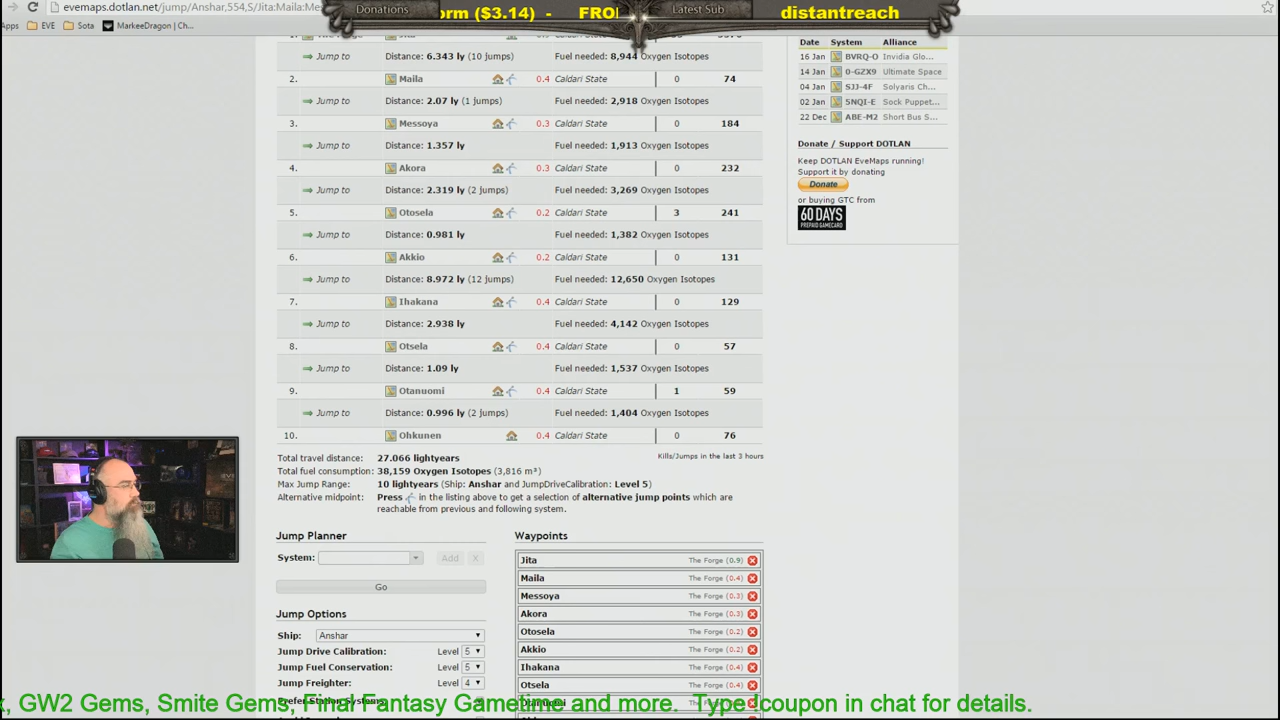 evemaps.dotlan.net/jump/Anshar,554,S/Jita:Maila:Me
Donations
orm ($3.14) - FRO
Latest Sub
distantreach
Apps EVE Sota MarkeeDragon | Ch...
Jump to Distance: 6.343 ly (10 jumps) Fuel needed: 8,944 Oxygen Isotopes
2. Maila 0.4 Caldari State 0 74
Jump to Distance: 2.07 ly (1 jumps) Fuel needed: 2,918 Oxygen Isotopes
3. Messoya 0.3 Caldari State 0 184
Jump to Distance: 1.357 ly Fuel needed: 1,913 Oxygen Isotopes
4. Akora 0.3 Caldari State 0 232
Jump to Distance: 2.319 ly (2 jumps) Fuel needed: 3,269 Oxygen Isotopes
5. Otosela 0.2 Caldari State 3 241
Jump to Distance: 0.981 ly Fuel needed: 1,382 Oxygen Isotopes
6. Akkio 0.2 Caldari State 0 131
Jump to Distance: 8.972 ly (12 jumps) Fuel needed: 12,650 Oxygen Isotopes
7. Ihakana 0.4 Caldari State 0 129
Jump to Distance: 2.938 ly Fuel needed: 4,142 Oxygen Isotopes
8. Otsela 0.4 Caldari State 0 57
Jump to Distance: 1.09 ly Fuel needed: 1,537 Oxygen Isotopes
9. Otanuomi 0.4 Caldari State 1 59
Jump to Distance: 0.996 ly (2 jumps) Fuel needed: 1,404 Oxygen Isotopes
10. Ohkunen 0.4 Caldari State 0 76
Total travel distance: 27.066 lightyears
Kills/Jumps in the last 3 hours
Total fuel consumption: 38,159 Oxygen Isotopes (3,816 m³)
Max Jump Range: 10 lightyears (Ship: Anshar and JumpDriveCalibration: Level 5)
Alternative midpoint: Press in the listing above to get a selection of alternative jump points which are
reachable from previous and following system.
Jump Planner
System: Add X
Go
Jump Options
Ship: Anshar
Jump Drive Calibration: Level 5
Jump Fuel Conservation: Level 5
Jump Freighter: Level 4
Prefer Station Systems:
Waypoints
Jita The Forge (0.9)
Maila The Forge (0.4)
Messoya The Forge (0.3)
Akora The Forge (0.3)
Otosela The Forge (0.2)
Akkio The Forge (0.2)
Ihakana The Forge (0.4)
Otsela The Forge (0.4)
Date System Alliance
16 Jan BVRQ-O Invidia Glo...
14 Jan 0-GZX9 Ultimate Space
04 Jan SJJ-4F Solyaris Ch...
02 Jan 5NQI-E Sock Puppet...
22 Dec ABE-M2 Short Bus S...
Donate / Support DOTLAN
Keep DOTLAN EveMaps running!
Support it by donating
Donate
or buying GTC from
60 DAYS
PREPAID GAMECARD
x, GW2 Gems, Smite Gems, Final Fantasy Gametime and more. Type !coupon in chat for details.